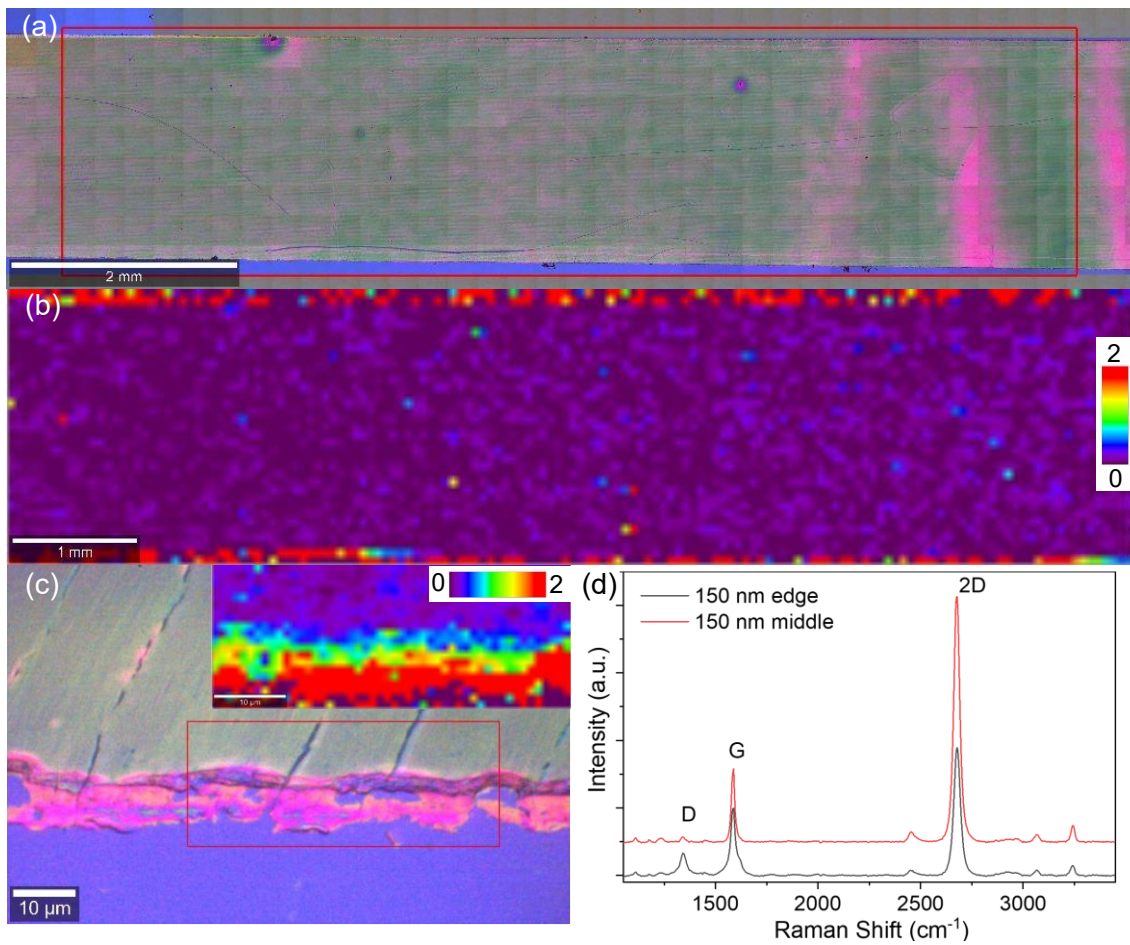 (a)
2 mm
(b)
2
0
1 mm
(c)
0 2
10 µm
10 µm
(d)
150 nm edge
150 nm middle
2D
G
D
Intensity (a.u.)
1500 2000 2500 3000
Raman Shift (cm⁻¹)